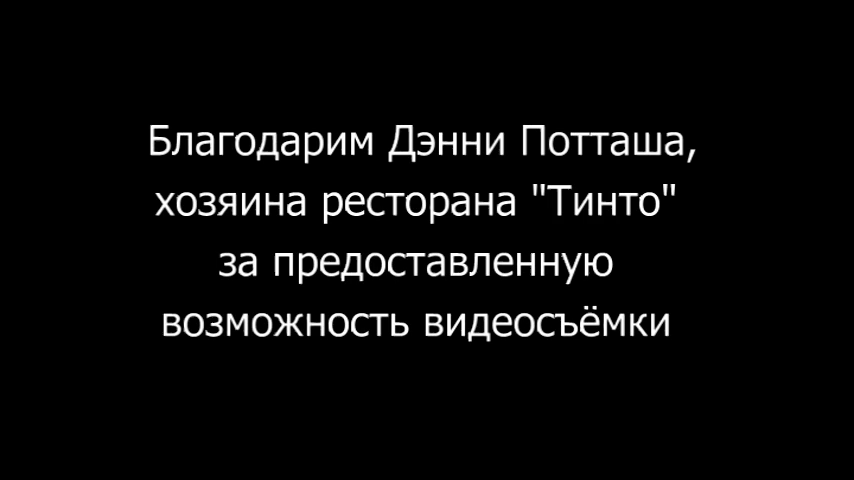 Благодарим Дэнни Потташа,
хозяина ресторана "Тинто"
за предоставленную
возможность видеосъёмки